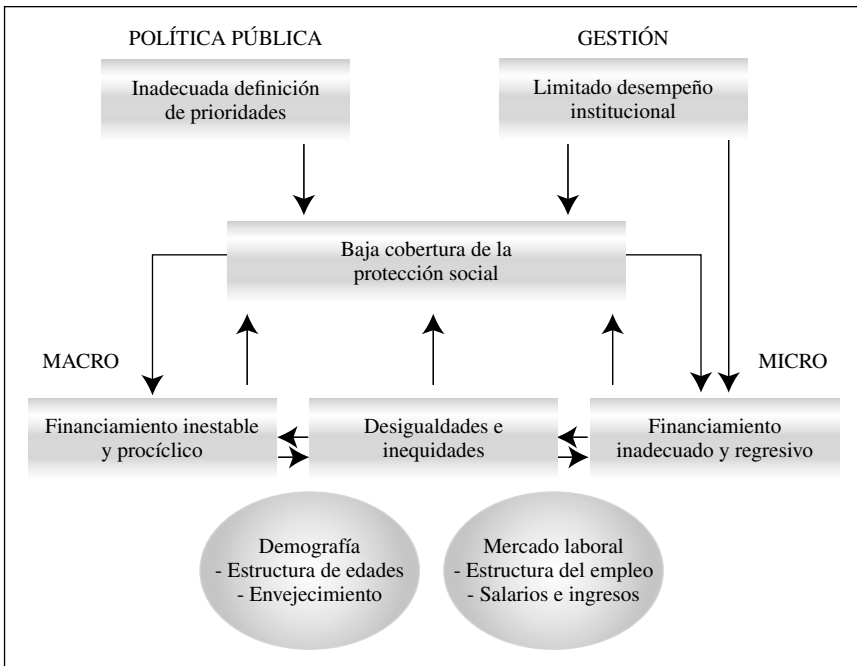 POLÍTICA PÚBLICA
GESTIÓN
Inadecuada definición
de prioridades
Limitado desempeño
institucional
Baja cobertura de la
protección social
MACRO
MICRO
Financiamiento inestable
y procíclico
Desigualdades e
inequidades
Financiamiento
inadecuado y regresivo
Demografía
- Estructura de edades
- Envejecimiento
Mercado laboral
- Estructura del empleo
- Salarios e ingresos